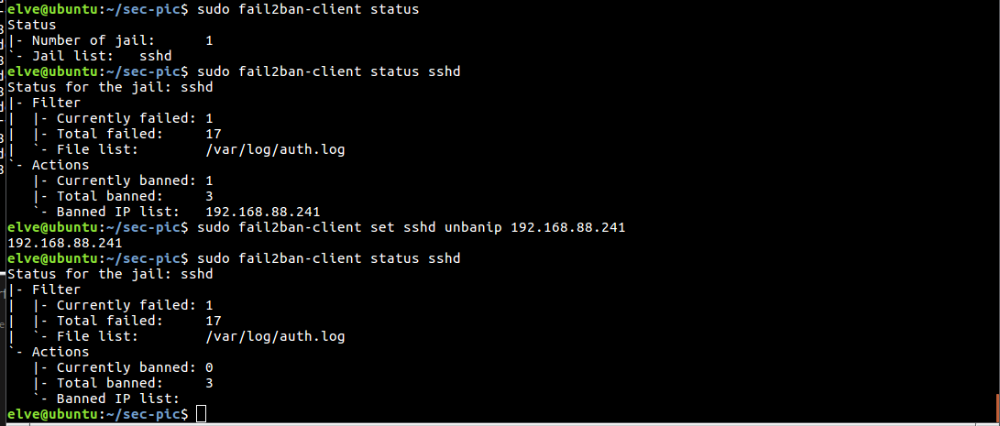 elve@ubuntu:~/sec-pic$ sudo fail2ban-client status
Status
|- Number of jail:      1
`- Jail list:   sshd
elve@ubuntu:~/sec-pic$ sudo fail2ban-client status sshd
Status for the jail: sshd
|- Filter
|  |- Currently failed: 1
|  |- Total failed:     17
|  `- File list:        /var/log/auth.log
`- Actions
   |- Currently banned: 1
   |- Total banned:     3
   `- Banned IP list:   192.168.88.241
elve@ubuntu:~/sec-pic$ sudo fail2ban-client set sshd unbanip 192.168.88.241
192.168.88.241
elve@ubuntu:~/sec-pic$ sudo fail2ban-client status sshd
Status for the jail: sshd
|- Filter
|  |- Currently failed: 1
|  |- Total failed:     17
|  `- File list:        /var/log/auth.log
`- Actions
   |- Currently banned: 0
   |- Total banned:     3
   `- Banned IP list:
elve@ubuntu:~/sec-pic$